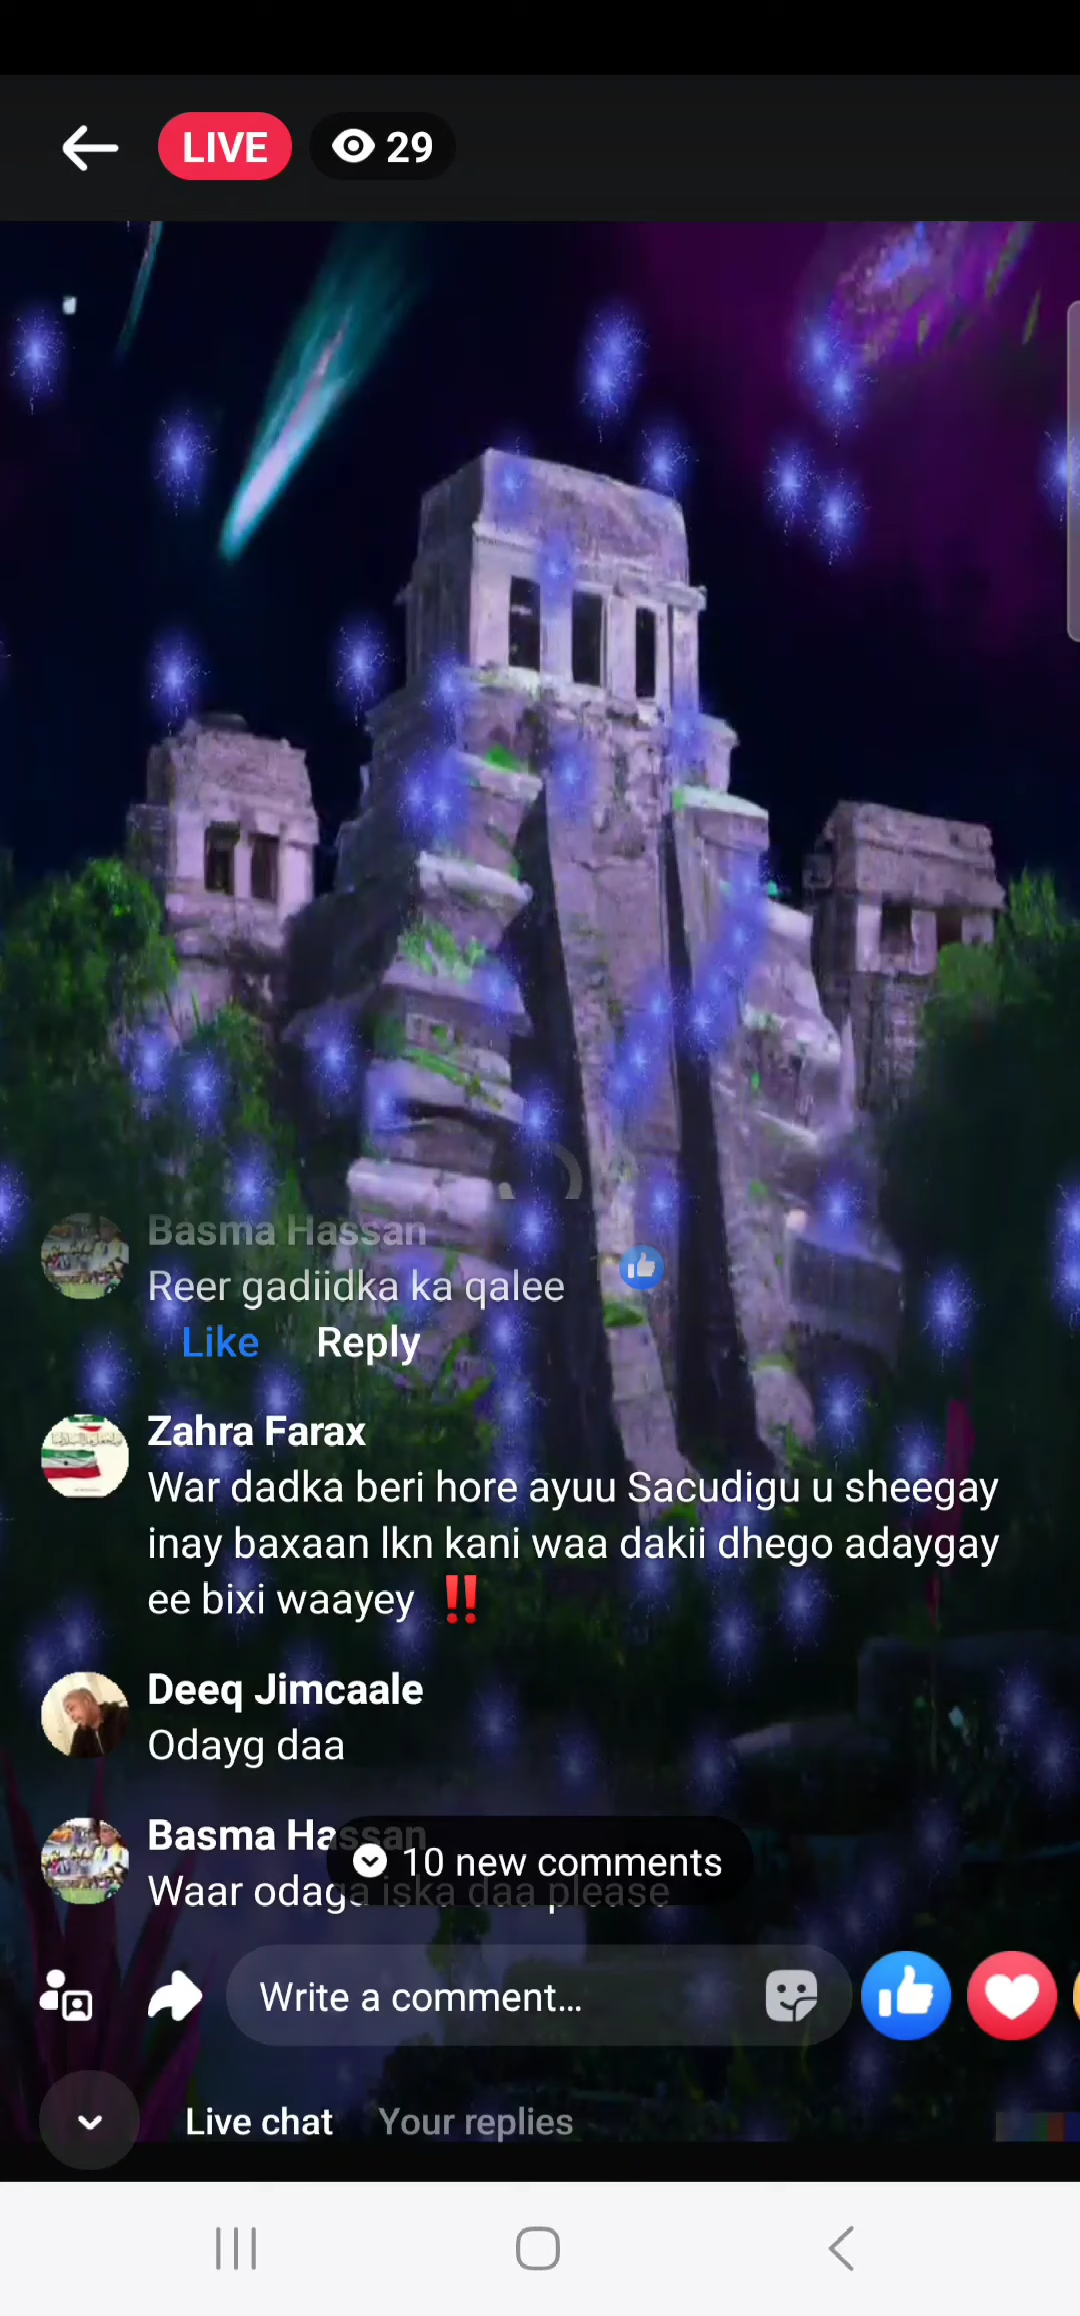 LIVE 29
Basma Hassan
Reer gadiidka ka qalee
Like Reply
Zahra Farax
War dadka beri hore ayuu Sacudigu u sheegay
inay baxaan lkn kani waa dakii dhego adaygay
ee bixi waayey ‼️
Deeq Jimcaale
Odayg daa
Basma Hassan
10 new comments
Waar odaga iska daa please
Write a comment...
Live chat Your replies